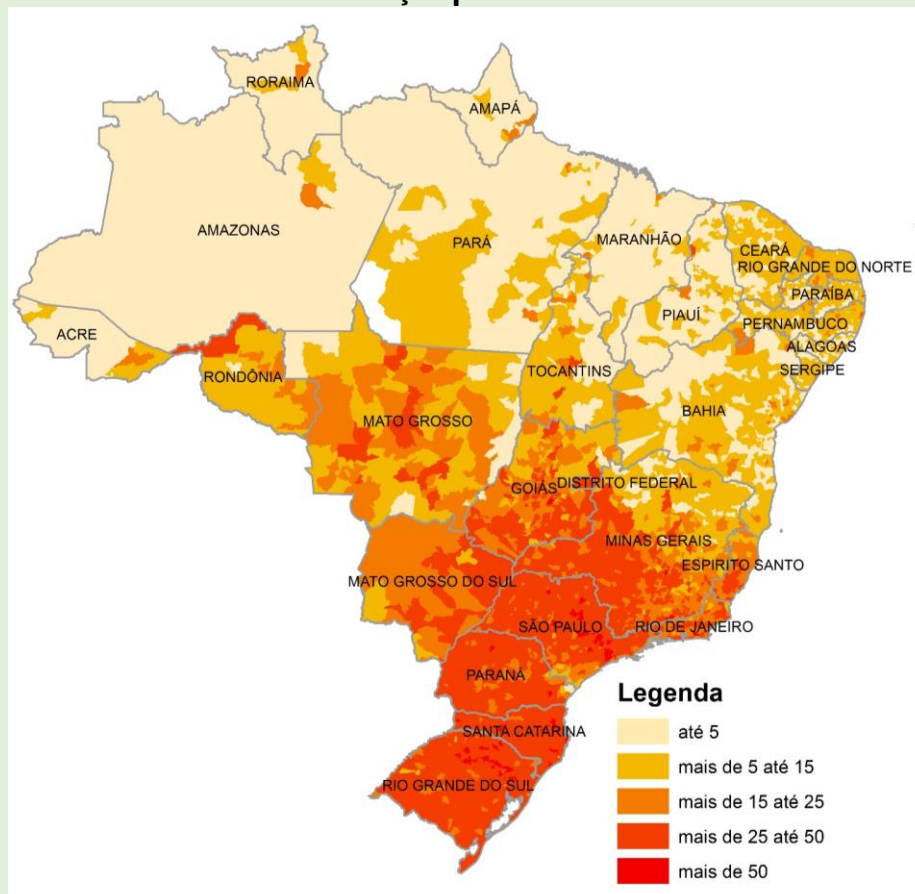 RORAIMA
AMAPÁ
AMAZONAS
PARÁ
MARANHÃO
CEARÁ
RIO GRANDE DO NORTE
PARAÍBA
PIAUÍ
PERNAMBUCO
ACRE
ALAGOAS
SERGIPE
RONDÔNIA
TOCANTINS
BAHIA
MATO GROSSO
GOIÁS
DISTRITO FEDERAL
MINAS GERAIS
ESPIRITO SANTO
MATO GROSSO DO SUL
SÃO PAULO
RIO DE JANEIRO
PARANÁ
SANTA CATARINA
RIO GRANDE DO SUL
Legenda
até 5
mais de 5 até 15
mais de 15 até 25
mais de 25 até 50
mais de 50